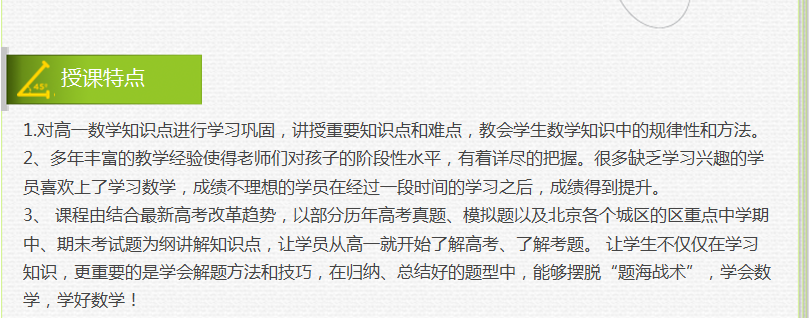 45°
授课特点
1.对高一数学知识点进行学习巩固，讲授重要知识点和难点，教会学生数学知识中的规律性和方法。
2、多年丰富的教学经验使得老师们对孩子的阶段性水平，有着详尽的把握。很多缺乏学习兴趣的学
员喜欢上了学习数学，成绩不理想的学员在经过一段时间的学习之后，成绩得到提升。
3、 课程由结合最新高考改革趋势，以部分历年高考真题、模拟题以及北京各个城区的区重点中学期
中、期末考试题为纲讲解知识点，让学员从高一就开始了解高考、了解考题。 让学生不仅仅在学习
知识，更重要的是学会解题方法和技巧，在归纳、总结好的题型中，能够摆脱“题海战术”，学会数
学，学好数学！